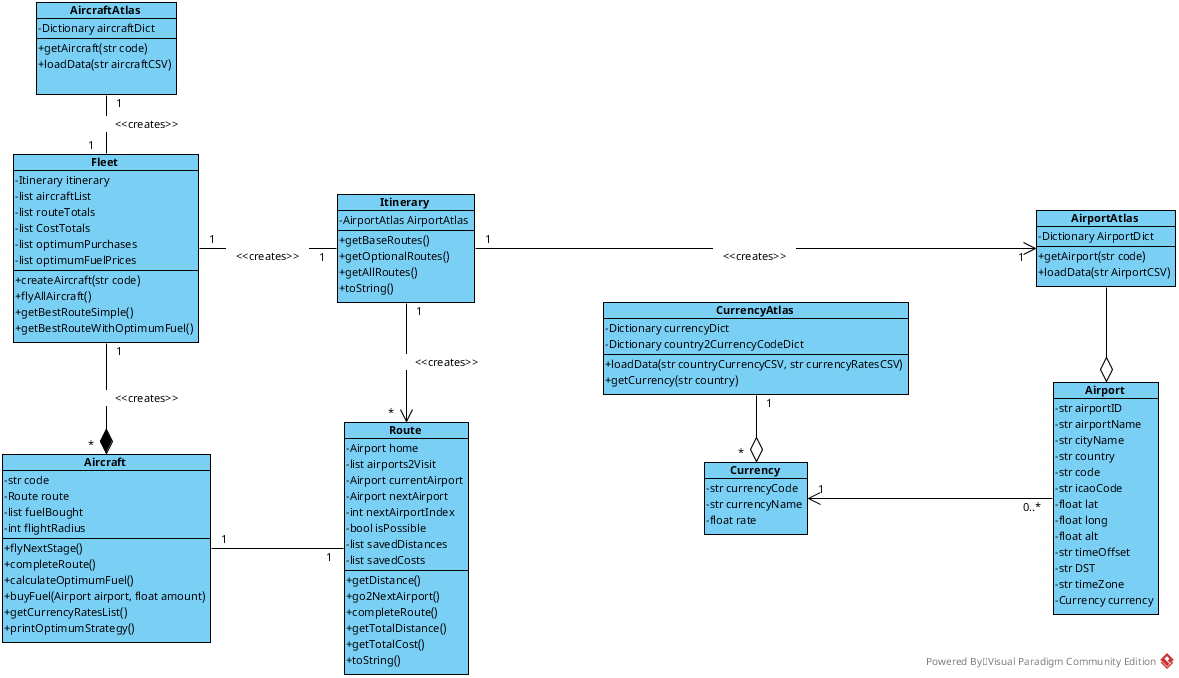 AircraftAtlas
-Dictionary aircraftDict
+getAircraft(str code)
+loadData(str aircraftCSV)
1
<<creates>>
1
Fleet
-Itinerary itinerary
-list aircraftList
-list routeTotals
-list CostTotals
-list optimumPurchases
-list optimumFuelPrices
+createAircraft(str code)
+flyAllAircraft()
+getBestRouteSimple()
+getBestRouteWithOptimumFuel()
1
<<creates>>
1
Itinerary
-AirportAtlas AirportAtlas
+getBaseRoutes()
+getOptionalRoutes()
+getAllRoutes()
+toString()
1
<<creates>>
1
AirportAtlas
-Dictionary AirportDict
+getAirport(str code)
+loadData(str AirportCSV)
1
<<creates>>
*
1
<<creates>>
*
CurrencyAtlas
-Dictionary currencyDict
-Dictionary country2CurrencyCodeDict
+loadData(str countryCurrencyCSV, str currencyRatesCSV)
+getCurrency(str country)
1
*
Aircraft
-str code
-Route route
-list fuelBought
-int flightRadius
+flyNextStage()
+completeRoute()
+calculateOptimumFuel()
+buyFuel(Airport airport, float amount)
+getCurrencyRatesList()
+printOptimumStrategy()
1
1
Route
-Airport home
-list airports2Visit
-Airport currentAirport
-Airport nextAirport
-int nextAirportIndex
-bool isPossible
-list savedDistances
-list savedCosts
+getDistance()
+go2NextAirport()
+completeRoute()
+getTotalDistance()
+getTotalCost()
+toString()
Currency
-str currencyCode
-str currencyName
-float rate
1
0..*
Airport
-str airportID
-str airportName
-str cityName
-str country
-str code
-str icaoCode
-float lat
-float long
-float alt
-str timeOffset
-str DST
-str timeZone
-Currency currency
Powered By Visual Paradigm Community Edition